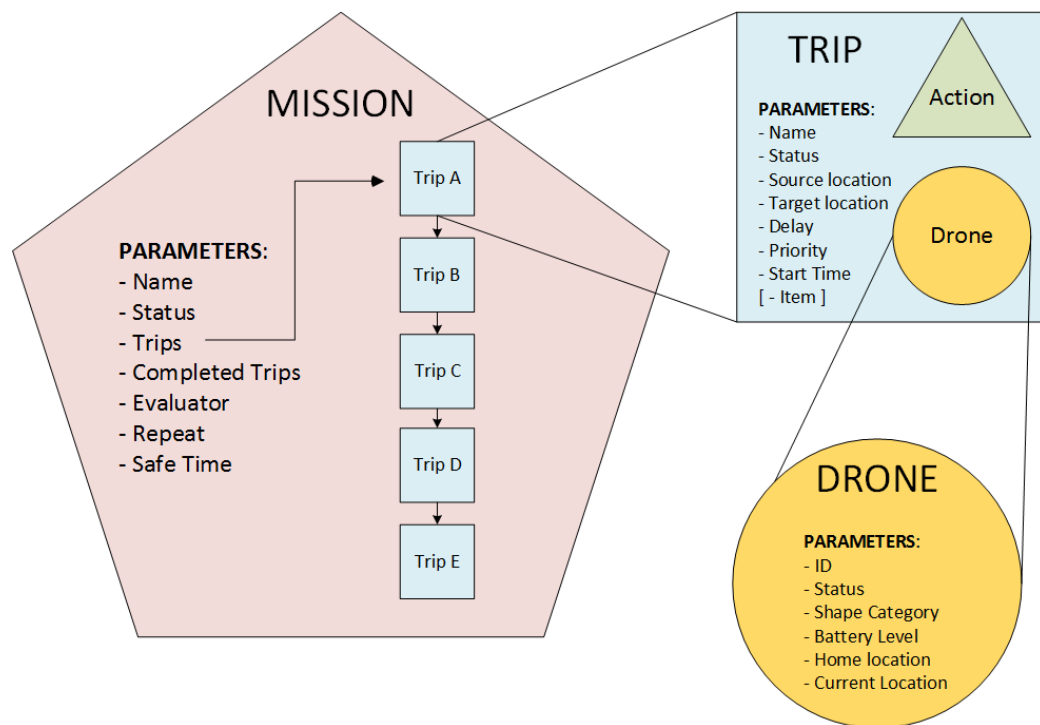 MISSION
PARAMETERS:
- Name
- Status
- Trips
- Completed Trips
- Evaluator
- Repeat
- Safe Time
Trip A
Trip B
Trip C
Trip D
Trip E
TRIP
PARAMETERS:
- Name
- Status
- Source location
- Target location
- Delay
- Priority
- Start Time
[ - Item ]
Action
Drone
DRONE
PARAMETERS:
- ID
- Status
- Shape Category
- Battery Level
- Home location
- Current Location